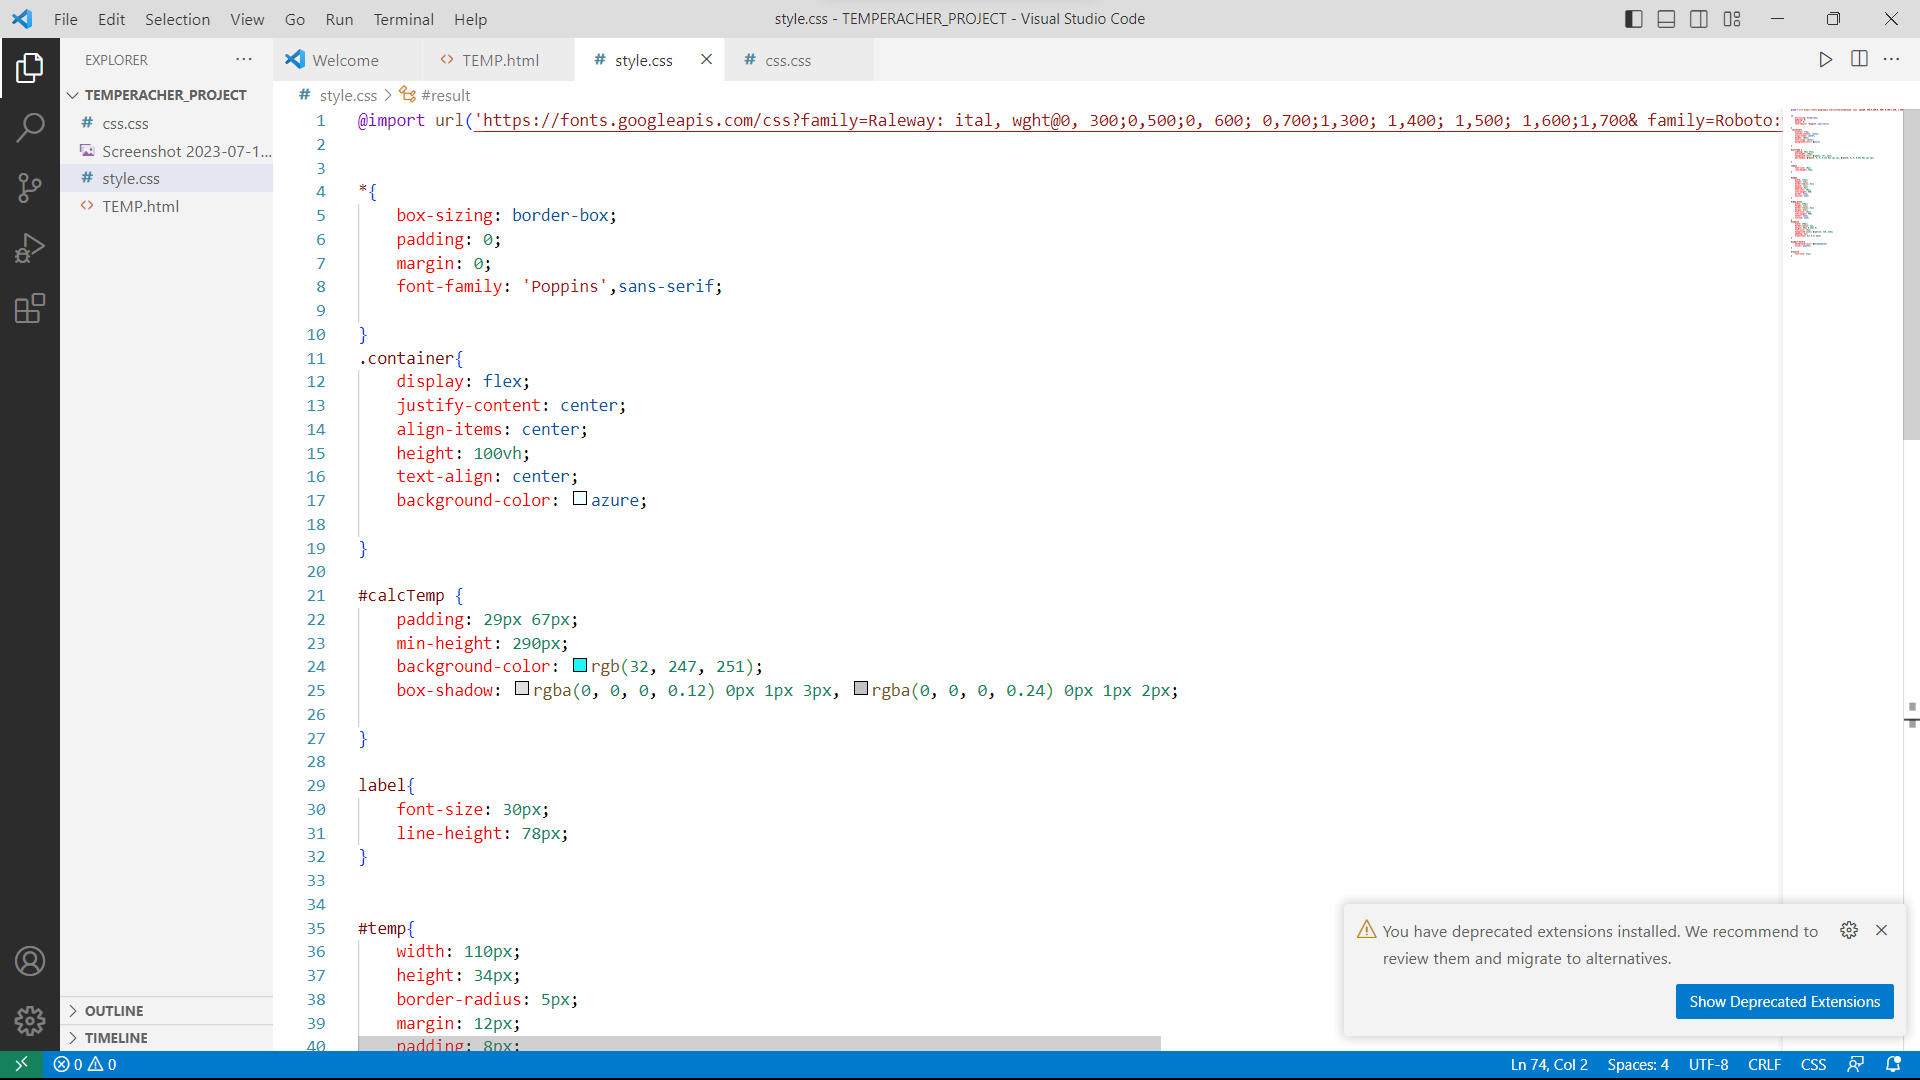 File Edit Selection View Go Run Terminal Help
style.css - TEMPERACHER_PROJECT - Visual Studio Code
EXPLORER
TEMPERACHER_PROJECT
css.css
Screenshot 2023-07-1...
style.css
TEMP.html
OUTLINE
TIMELINE
Welcome
TEMP.html
style.css
css.css
style.css > #result
1 @import url('https://fonts.googleapis.com/css?family=Raleway: ital, wght@0, 300;0,500;0, 600; 0,700;1,300; 1,400; 1,500; 1,600;1,700& family=Roboto:
2
3
4 *{
5 box-sizing: border-box;
6 padding: 0;
7 margin: 0;
8 font-family: 'Poppins',sans-serif;
9
10 }
11 .container{
12 display: flex;
13 justify-content: center;
14 align-items: center;
15 height: 100vh;
16 text-align: center;
17 background-color: azure;
18
19 }
20
21 #calcTemp {
22 padding: 29px 67px;
23 min-height: 290px;
24 background-color: rgb(32, 247, 251);
25 box-shadow: rgba(0, 0, 0, 0.12) 0px 1px 3px, rgba(0, 0, 0, 0.24) 0px 1px 2px;
26
27 }
28
29 label{
30 font-size: 30px;
31 line-height: 78px;
32 }
33
34
35 #temp{
36 width: 110px;
37 height: 34px;
38 border-radius: 5px;
39 margin: 12px;
40 padding: 8px;
You have deprecated extensions installed. We recommend to
review them and migrate to alternatives.
Show Deprecated Extensions
0 0
Ln 74, Col 2 Spaces: 4 UTF-8 CRLF CSS